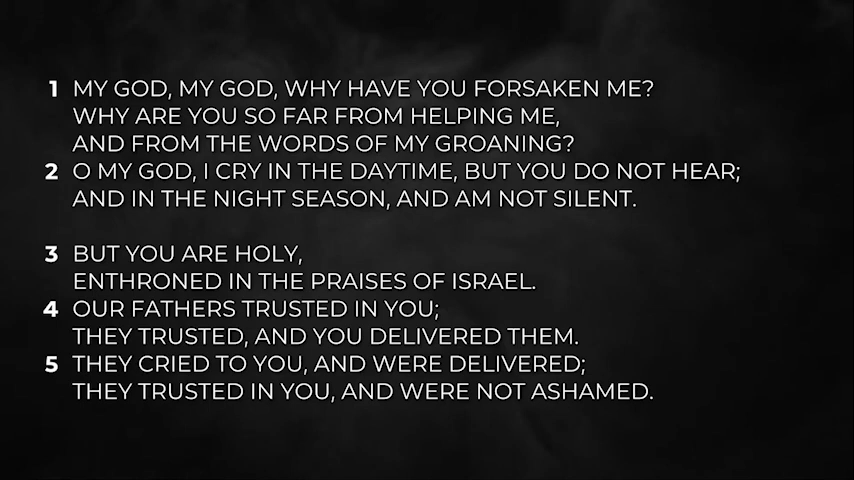 1 MY GOD, MY GOD, WHY HAVE YOU FORSAKEN ME?
WHY ARE YOU SO FAR FROM HELPING ME,
AND FROM THE WORDS OF MY GROANING?
2 O MY GOD, I CRY IN THE DAYTIME, BUT YOU DO NOT HEAR;
AND IN THE NIGHT SEASON, AND AM NOT SILENT.
3 BUT YOU ARE HOLY,
ENTHRONED IN THE PRAISES OF ISRAEL.
4 OUR FATHERS TRUSTED IN YOU;
THEY TRUSTED, AND YOU DELIVERED THEM.
5 THEY CRIED TO YOU, AND WERE DELIVERED;
THEY TRUSTED IN YOU, AND WERE NOT ASHAMED.